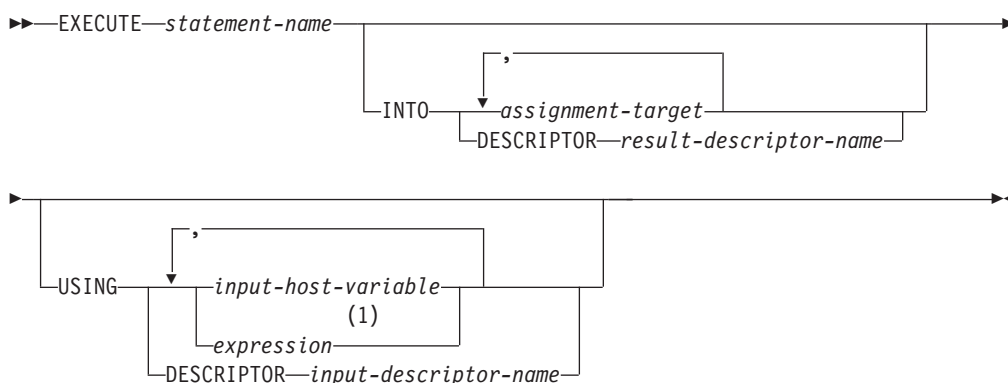 EXECUTE statement-name
,
INTO assignment-target
DESCRIPTOR result-descriptor-name
,
USING input-host-variable
(1)
expression
DESCRIPTOR input-descriptor-name